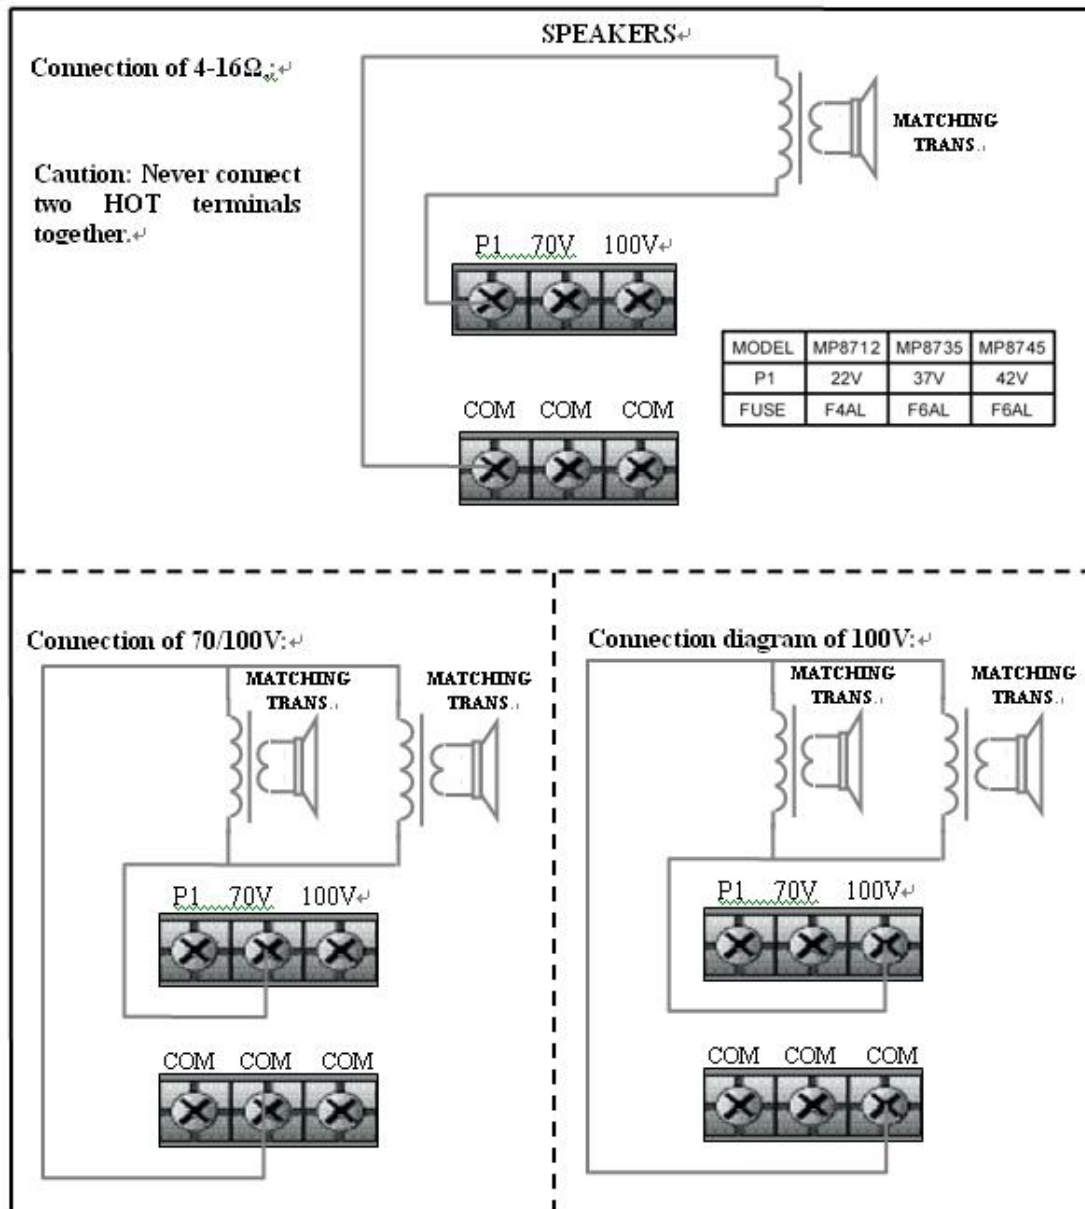 SPEAKERS
Connection of 4-16Ω:
MATCHING
TRANS.
Caution: Never connect
two HOT terminals
together.
P1 70V 100V
MODEL MP8712 MP8735 MP8745
P1 22V 37V 42V
FUSE F4AL F6AL F6AL
COM COM COM
Connection of 70/100V:
MATCHING
TRANS.
MATCHING
TRANS.
P1 70V 100V
COM COM COM
Connection diagram of 100V:
MATCHING
TRANS.
MATCHING
TRANS.
P1 70V 100V
COM COM COM